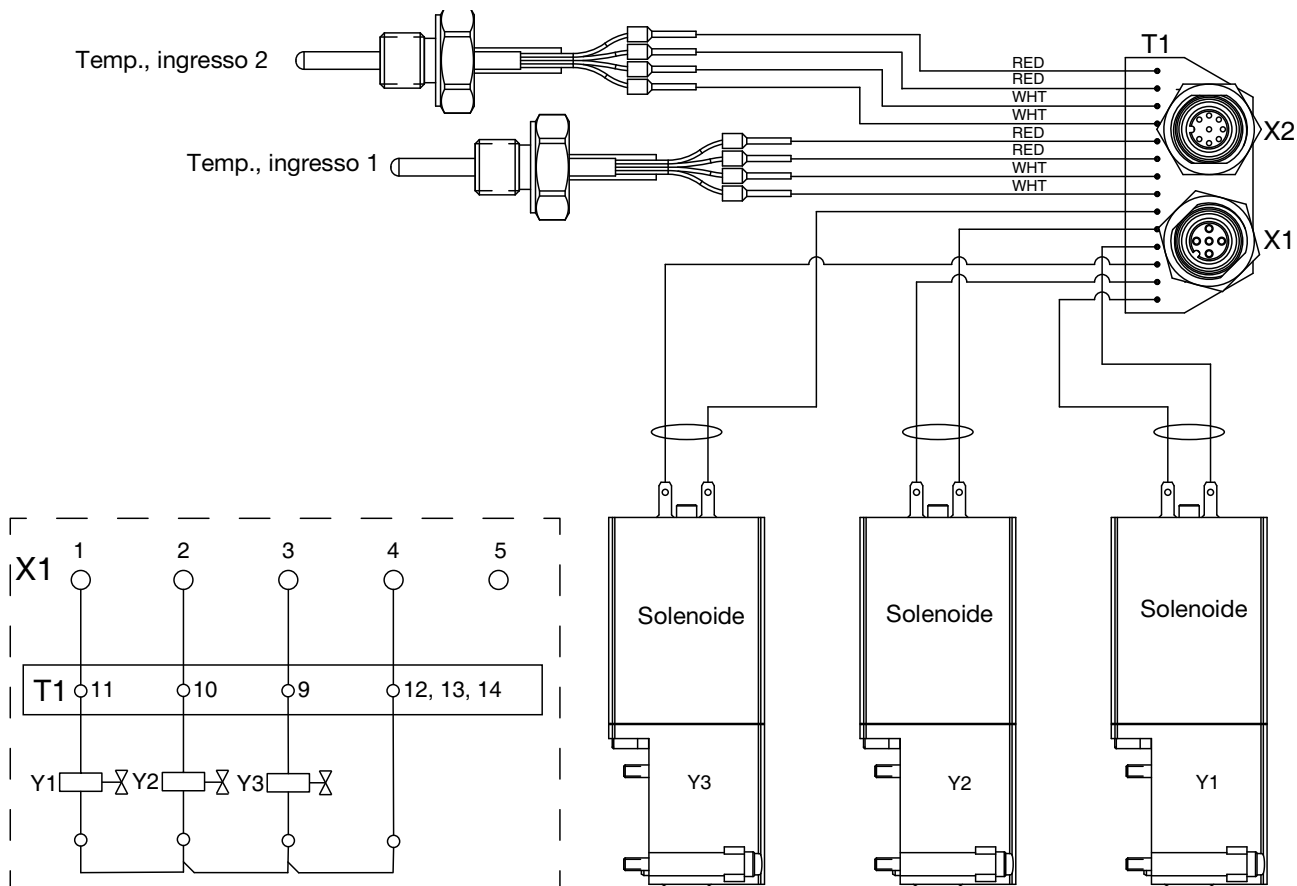 Temp., ingresso 2
RED
RED
WHT
WHT
RED
RED
WHT
WHT
T1
X2
Temp., ingresso 1
X1
Solenoide
Solenoide
Solenoide
Y3
Y2
Y1
X1
1 2 3 4 5
T1 11 10 9 12, 13, 14
Y1 Y2 Y3